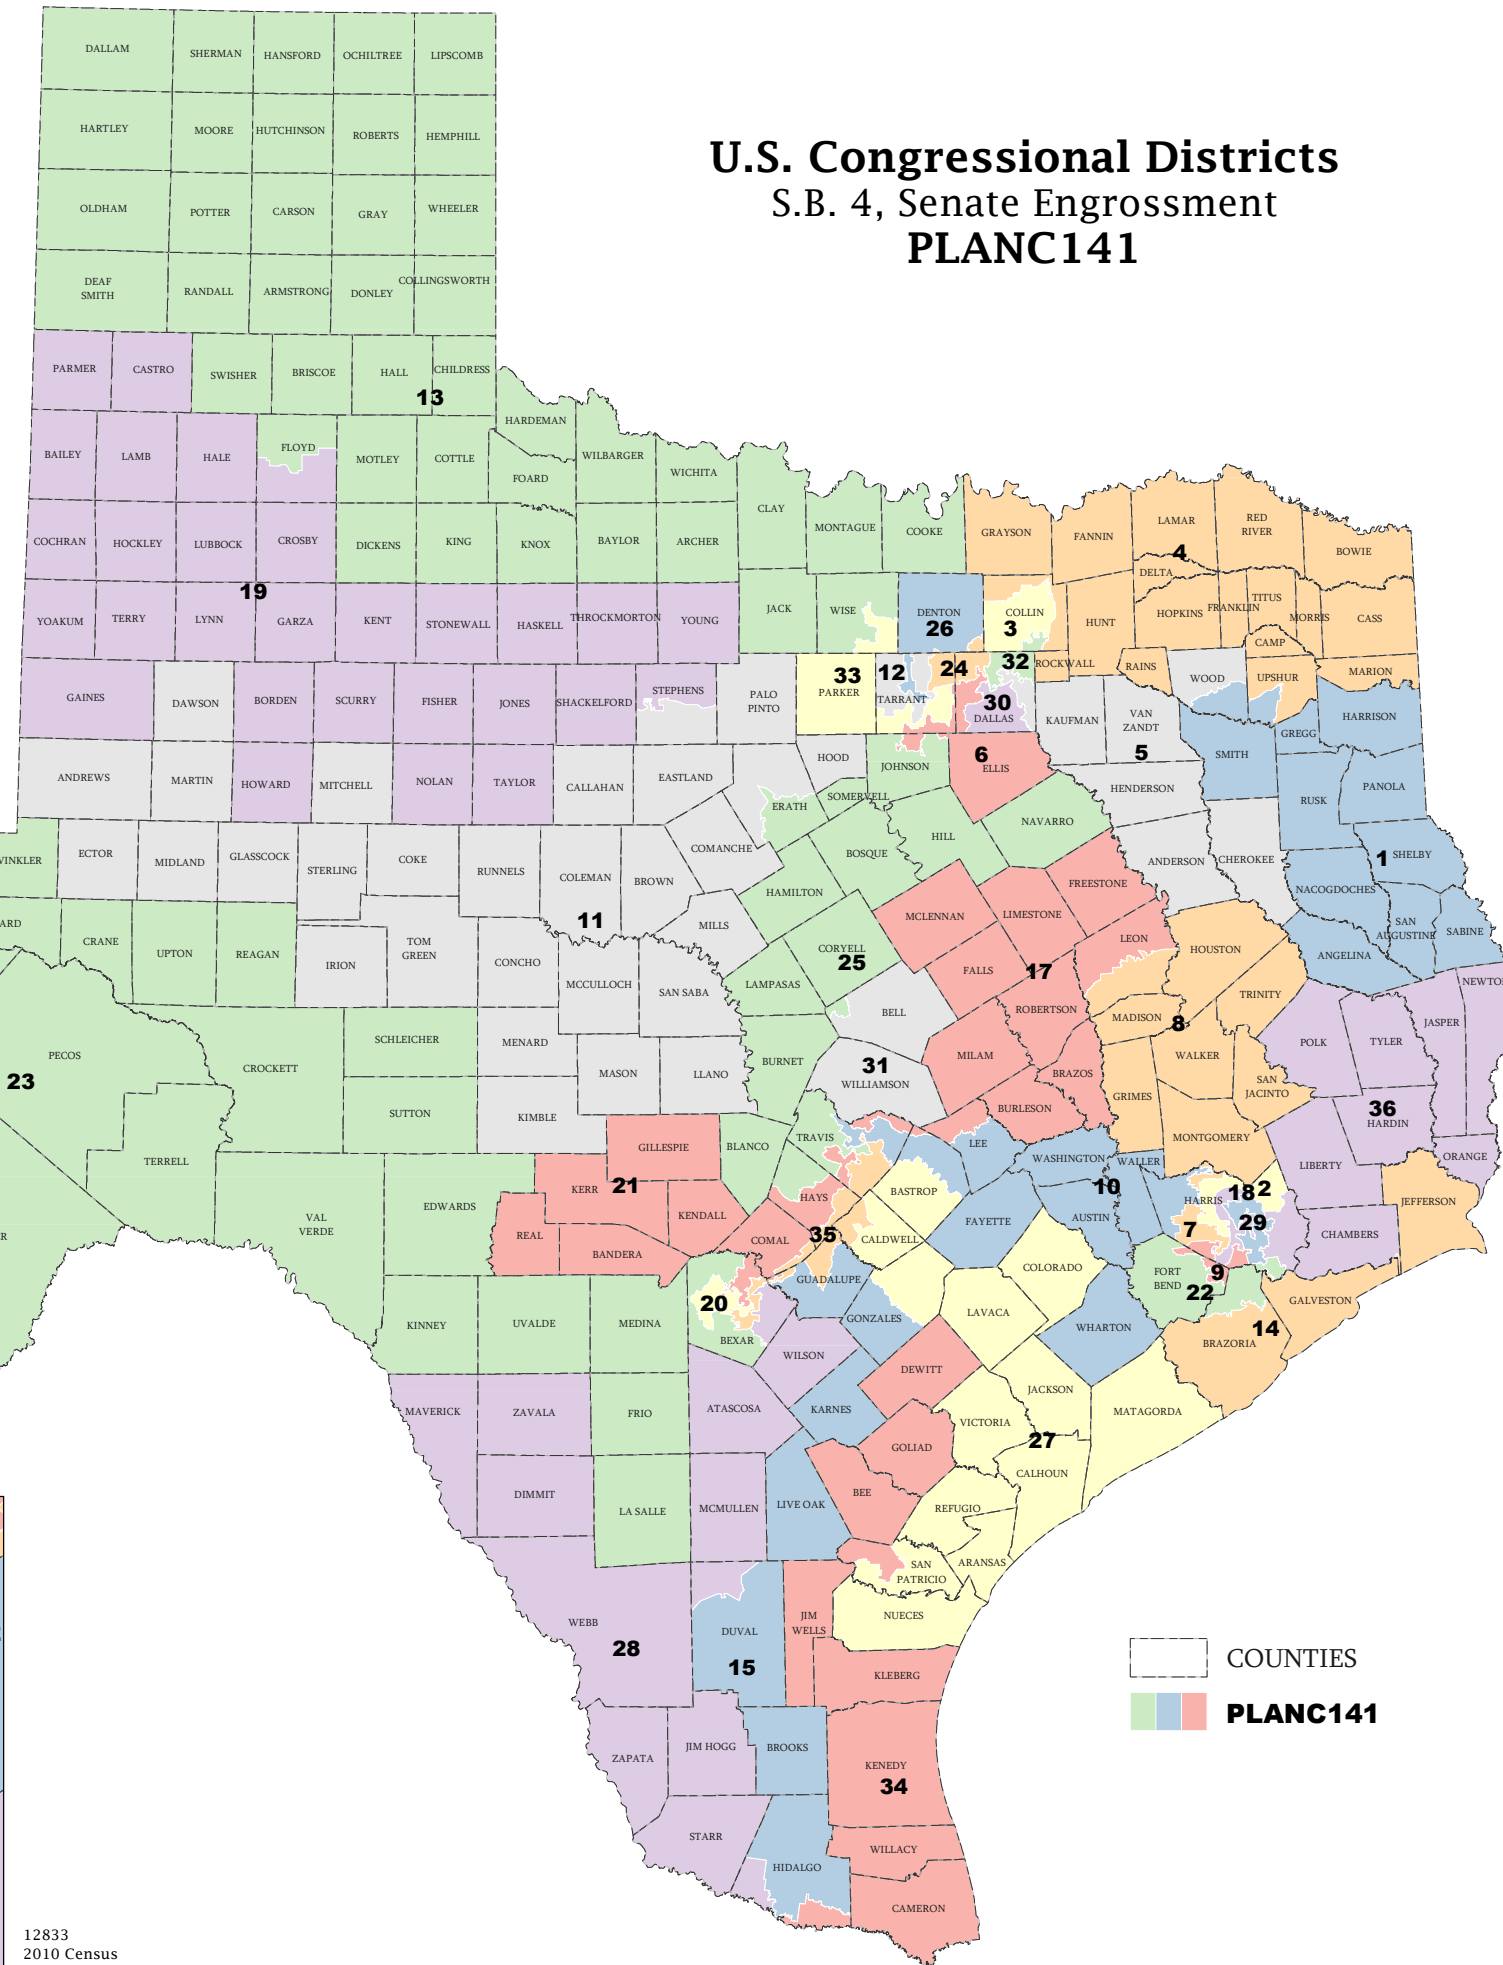 U.S. Congressional Districts
S.B. 4, Senate Engrossment
PLANC141
DALLAM
SHERMAN
HANSFORD
OCHILTREE
LIPSCOMB
HARTLEY
MOORE
HUTCHINSON
ROBERTS
HEMPHILL
OLDHAM
POTTER
CARSON
GRAY
WHEELER
DEAF
SMITH
RANDALL
ARMSTRONG
DONLEY
COLLINGSWORTH
PARMER
CASTRO
SWISHER
BRISCOE
HALL
CHILDRESS
13
HARDEMAN
BAILEY
LAMB
HALE
FLOYD
MOTLEY
COTTLE
FOARD
WILBARGER
WICHITA
CLAY
MONTAGUE
COOKE
GRAYSON
FANNIN
LAMAR
RED
RIVER
BOWIE
4
COCHRAN
HOCKLEY
LUBBOCK
CROSBY
DICKENS
KING
KNOX
BAYLOR
ARCHER
DELTA
19
YOAKUM
TERRY
LYNN
GARZA
KENT
STONEWALL
HASKELL
THROCKMORTON
YOUNG
JACK
WISE
DENTON
26
COLLIN
3
HUNT
HOPKINS
FRANKLIN
TITUS
MORRIS
CASS
CAMP
GAINES
DAWSON
BORDEN
SCURRY
FISHER
JONES
SHACKELFORD
STEPHENS
PALO
PINTO
33
PARKER
12
TARRANT
24
32
ROCKWALL
RAINS
WOOD
UPSHUR
MARION
30
DALLAS
KAUFMAN
VAN
ZANDT
5
HARRISON
GREGG
SMITH
ANDREWS
MARTIN
HOWARD
MITCHELL
NOLAN
TAYLOR
CALLAHAN
EASTLAND
HOOD
JOHNSON
6
ELLIS
HENDERSON
RUSK
PANOLA
ERATH
SOMERVELL
NAVARRO
HILL
WINKLER
ECTOR
MIDLAND
GLASSCOCK
STERLING
COKE
RUNNELS
COLEMAN
BROWN
COMANCHE
BOSQUE
ANDERSON
CHEROKEE
1
SHELBY
HAMILTON
FREESTONE
NACOGDOCHES
ARD
CRANE
UPTON
REAGAN
IRION
TOM
GREEN
CONCHO
11
MILLS
MCLENNAN
LIMESTONE
LEON
HOUSTON
SAN
AUGUSTINE
SABINE
ANGELINA
CORYELL
25
FALLS
17
LAMPASAS
MCCULLOCH
SAN SABA
BELL
ROBERTSON
MADISON
8
TRINITY
NEWTO
JASPER
POLK
TYLER
PECOS
23
CROCKETT
SCHLEICHER
MENARD
MASON
LLANO
BURNET
31
WILLIAMSON
MILAM
BRAZOS
WALKER
SAN
JACINTO
GRIMES
SUTTON
KIMBLE
BURLESON
36
HARDIN
TERRELL
GILLESPIE
BLANCO
TRAVIS
LEE
WASHINGTON
WALLER
MONTGOMERY
LIBERTY
ORANGE
R
VAL
VERDE
EDWARDS
KERR
21
REAL
KENDALL
BANDERA
HAYS
BASTROP
10
AUSTIN
HARRIS
18
2
JEFFERSON
COMAL
35
CALDWELL
FAYETTE
7
29
CHAMBERS
KINNEY
UVALDE
MEDINA
20
BEXAR
GUADALUPE
GONZALES
LAVACA
COLORADO
WHARTON
FORT
BEND
9
22
GALVESTON
14
BRAZORIA
WILSON
MAVERICK
ZAVALA
FRIO
ATASCOSA
KARNES
DEWITT
JACKSON
MATAGORDA
VICTORIA
27
GOLIAD
CALHOUN
DIMMIT
LA SALLE
MCMULLEN
LIVE OAK
BEE
REFUGIO
SAN
PATRICIO
ARANSAS
NUECES
WEBB
28
DUVAL
15
JIM
WELLS
KLEBERG
COUNTIES
PLANC141
ZAPATA
JIM HOGG
BROOKS
KENEDY
34
STARR
HIDALGO
WILLACY
CAMERON
12833
2010 Census